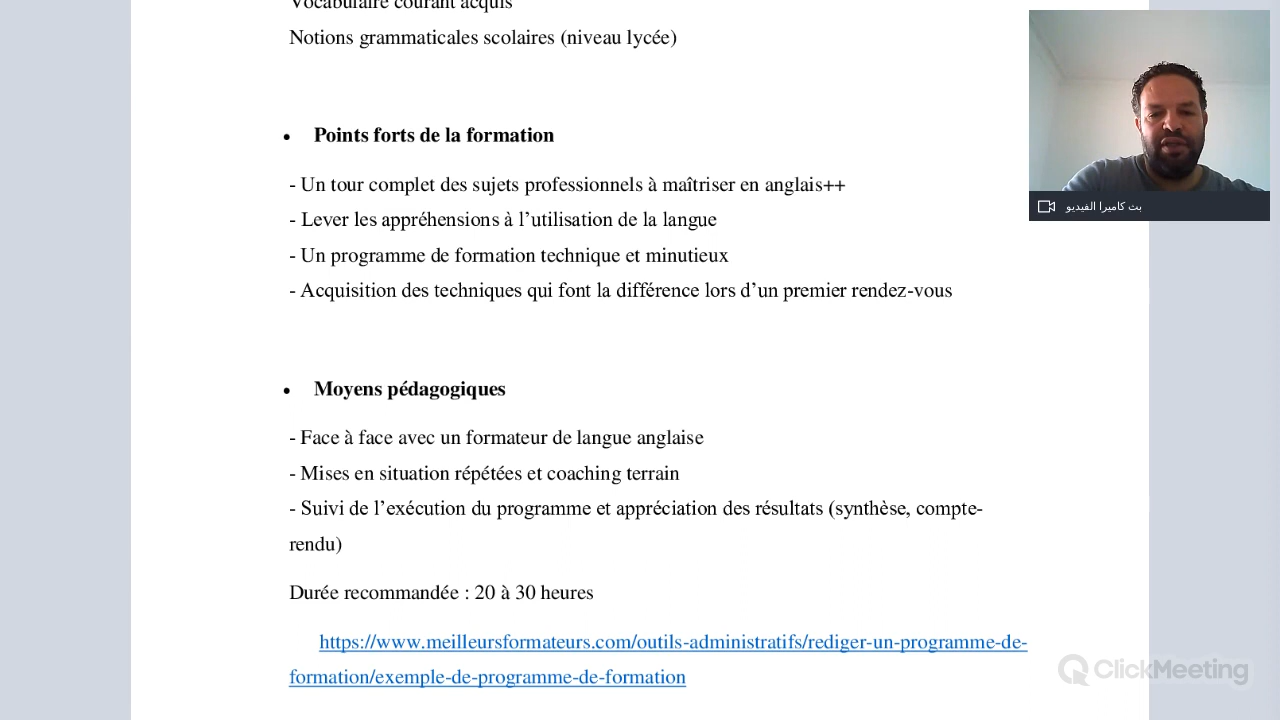 Vocabulaire courant acquis
Notions grammaticales scolaires (niveau lycée)
• Points forts de la formation
- Un tour complet des sujets professionnels à maîtriser en anglais++
- Lever les appréhensions à l’utilisation de la langue
- Un programme de formation technique et minutieux
- Acquisition des techniques qui font la différence lors d’un premier rendez-vous
• Moyens pédagogiques
- Face à face avec un formateur de langue anglaise
- Mises en situation répétées et coaching terrain
- Suivi de l’exécution du programme et appréciation des résultats (synthèse, compte-
rendu)
Durée recommandée : 20 à 30 heures
https://www.meilleursformateurs.com/outils-administratifs/rediger-un-programme-de-
formation/exemple-de-programme-de-formation
بث كاميرا الفيديو
ClickMeeting